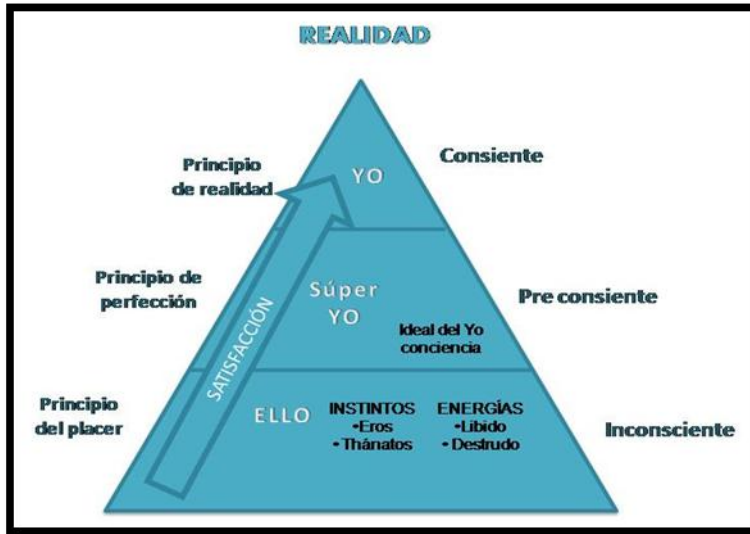 REALIDAD
Principio
de realidad
YO
Consiente
Principio de
perfección
Súper
YO
Ideal del Yo
conciencia
Pre consiente
SATISFACCIÓN
Principio
del placer
ELLO
INSTINTOS
•Eros
• Thánatos
ENERGÍAS
•Libido
• Destrudo
Inconsciente